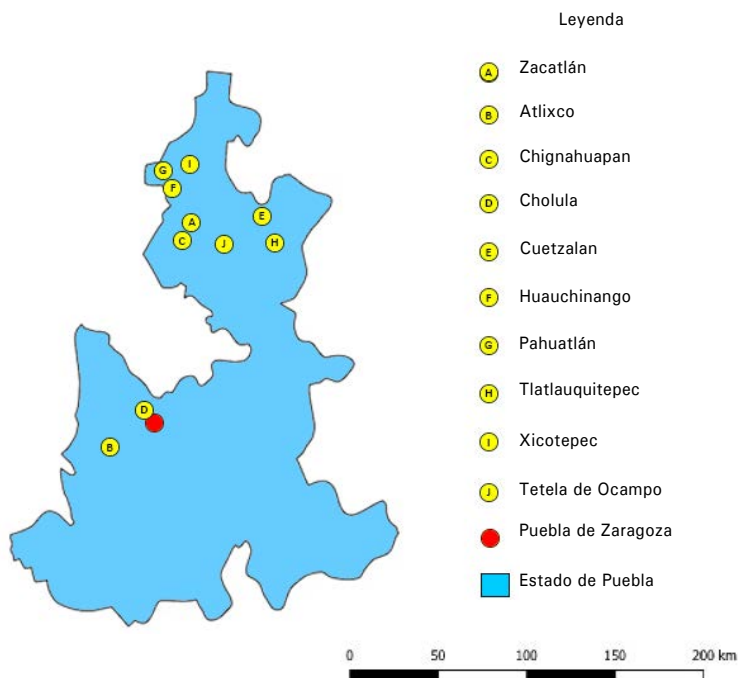 Leyenda
A Zacatlán
B Atlixco
C Chignahuapan
D Cholula
E Cuetzalan
F Huauchinango
G Pahuatlán
H Tlatlauquitepec
I Xicotepec
J Tetela de Ocampo
Puebla de Zaragoza
Estado de Puebla
G I
F
A E
C J H
D
B
0 50 100 150 200 km